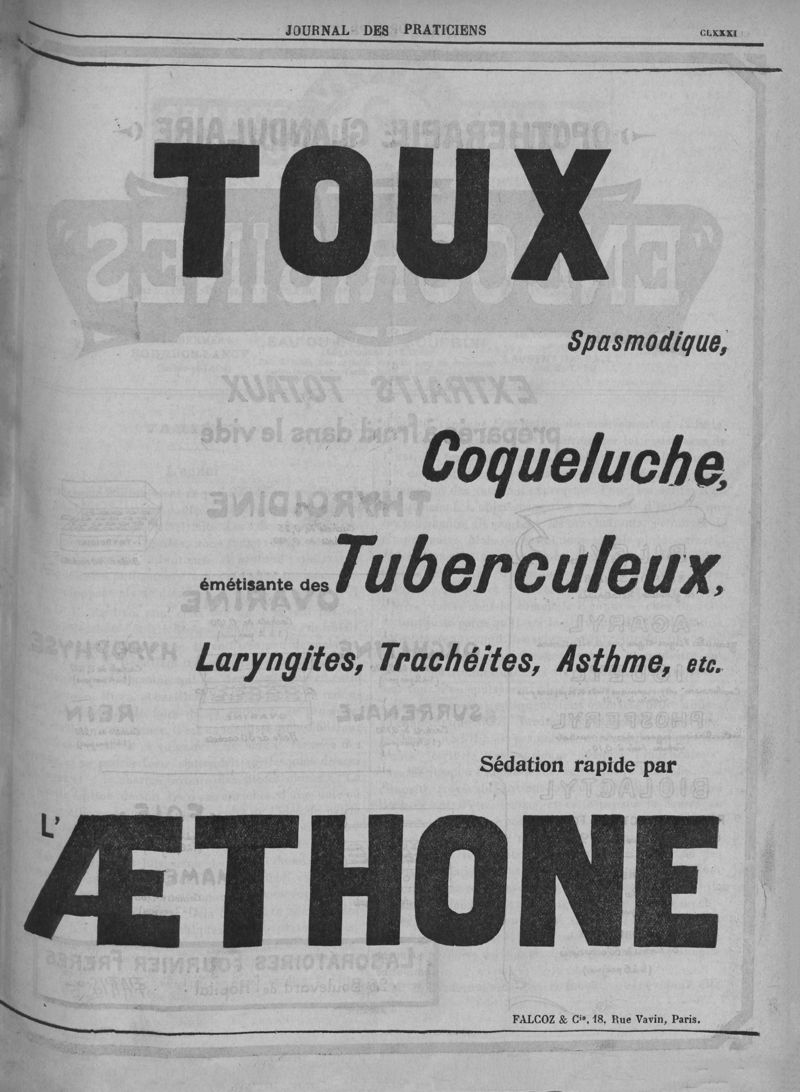 JOURNAL DES PRATICIENS CLXXXI
TOUX
Spasmodique,
Coqueluche,
émétisante des Tuberculeux,
Laryngites, Trachéites, Asthme, etc.
Sédation rapide par
L'ÆTHONE
FALCOZ & Cie, 18, Rue Vavin, Paris.